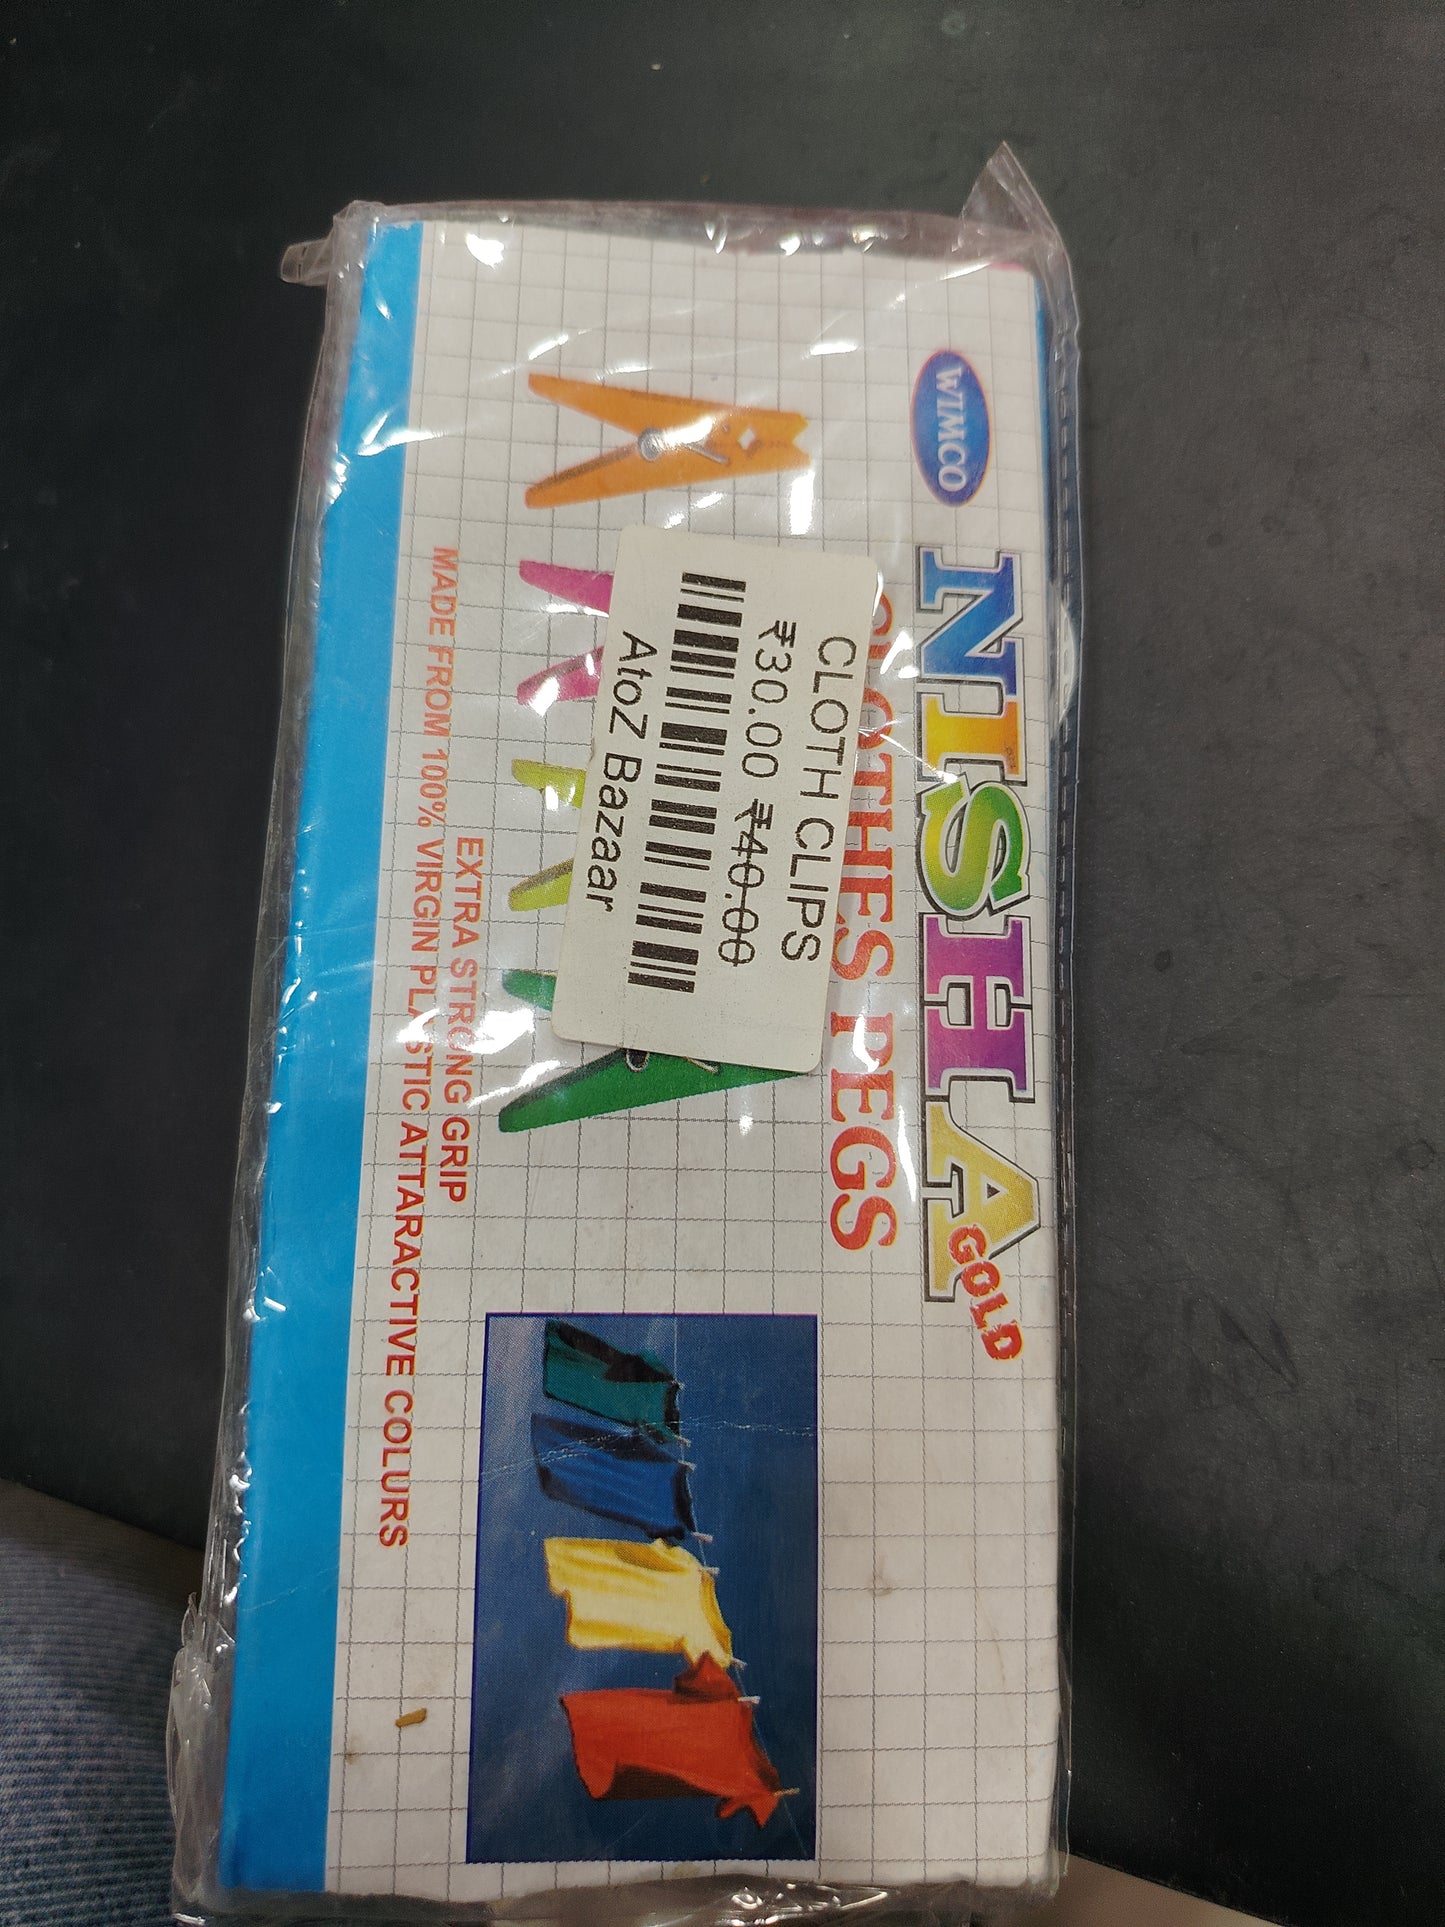 WIMCO
NISHA
GOLD
CLOTHES PEGS
CLOTH CLIPS
₹30.00 ₹40.00
AtoZ Bazaar
EXTRA STRONG GRIP
MADE FROM 100% VIRGIN PLASTIC ATTARACTIVE COLURS